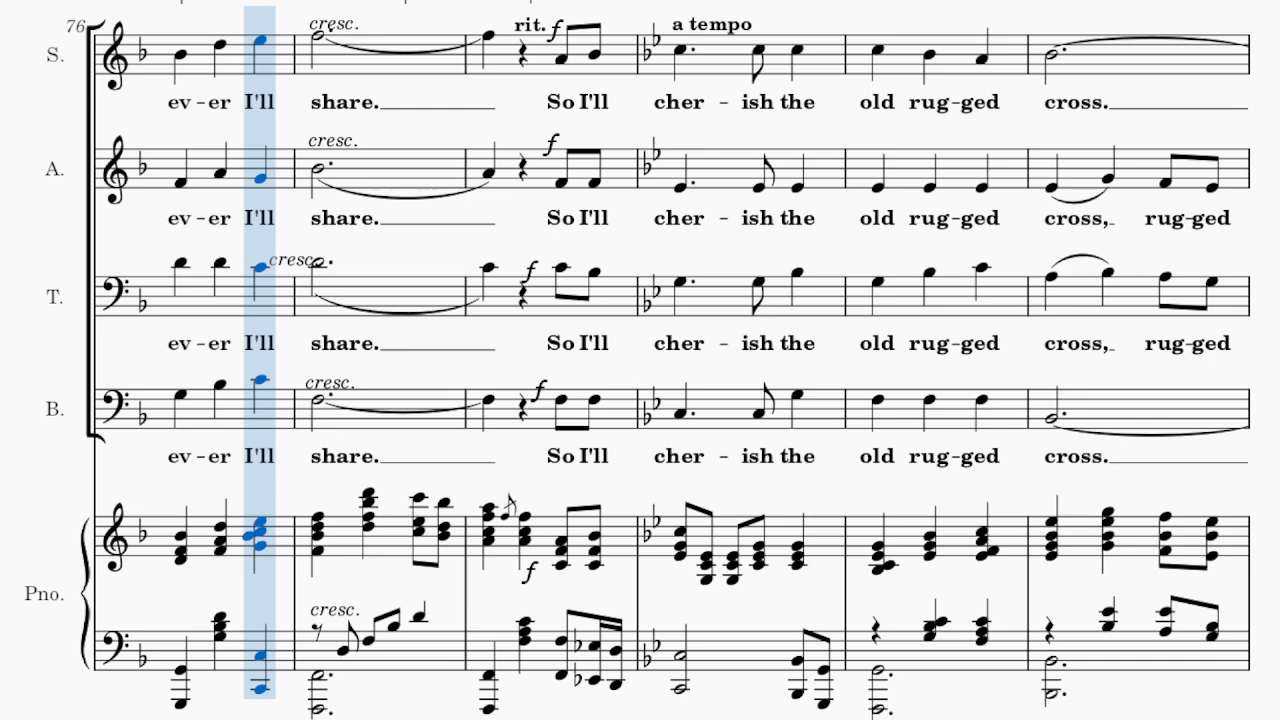 76
cresc.
rit. f
a tempo
S.
ev - er I'll share. So I'll cher - ish the old rug - ged cross.
cresc.
f
A.
ev - er I'll share. So I'll cher - ish the old rug - ged cross, rug - ged
cresc.
f
T.
ev - er I'll share. So I'll cher - ish the old rug - ged cross, rug - ged
cresc.
f
B.
ev - er I'll share. So I'll cher - ish the old rug - ged cross.
f
Pno.
cresc.